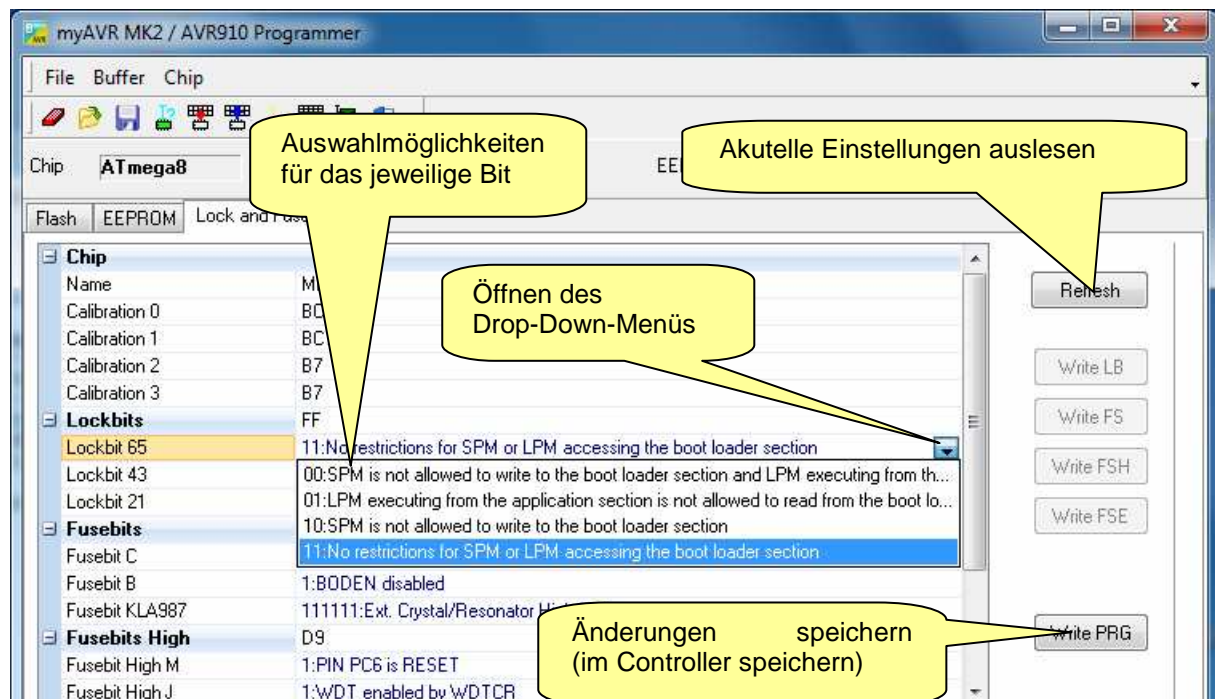 myAVR MK2 / AVR910 Programmer
File Buffer Chip
Chip ATmega8
Auswahlmöglichkeiten
für das jeweilige Bit
Akutelle Einstellungen auslesen
Flash EEPROM Lock and
Chip
Name
Calibration 0
Calibration 1 BC
Calibration 2 B7
Calibration 3 B7
Öffnen des
Drop-Down-Menüs
Refresh
Write LB
Write FS
Write FSH
Write FSE
Write PRG
Lockbits FF
Lockbit 65 11:No restrictions for SPM or LPM accessing the boot loader section
Lockbit 43
Lockbit 21
00:SPM is not allowed to write to the boot loader section and LPM executing from th...
01:LPM executing from the application section is not allowed to read from the boot lo...
10:SPM is not allowed to write to the boot loader section
11:No restrictions for SPM or LPM accessing the boot loader section
Fusebits
Fusebit C
Fusebit B 1:BODEN disabled
Fusebit KLA987 111111:Ext. Crystal/Resonator
Fusebits High D9
Fusebit High M 1:PIN PC6 is RESET
Fusebit High J 1:WDT enabled by WDTCR
Änderungen speichern
(im Controller speichern)